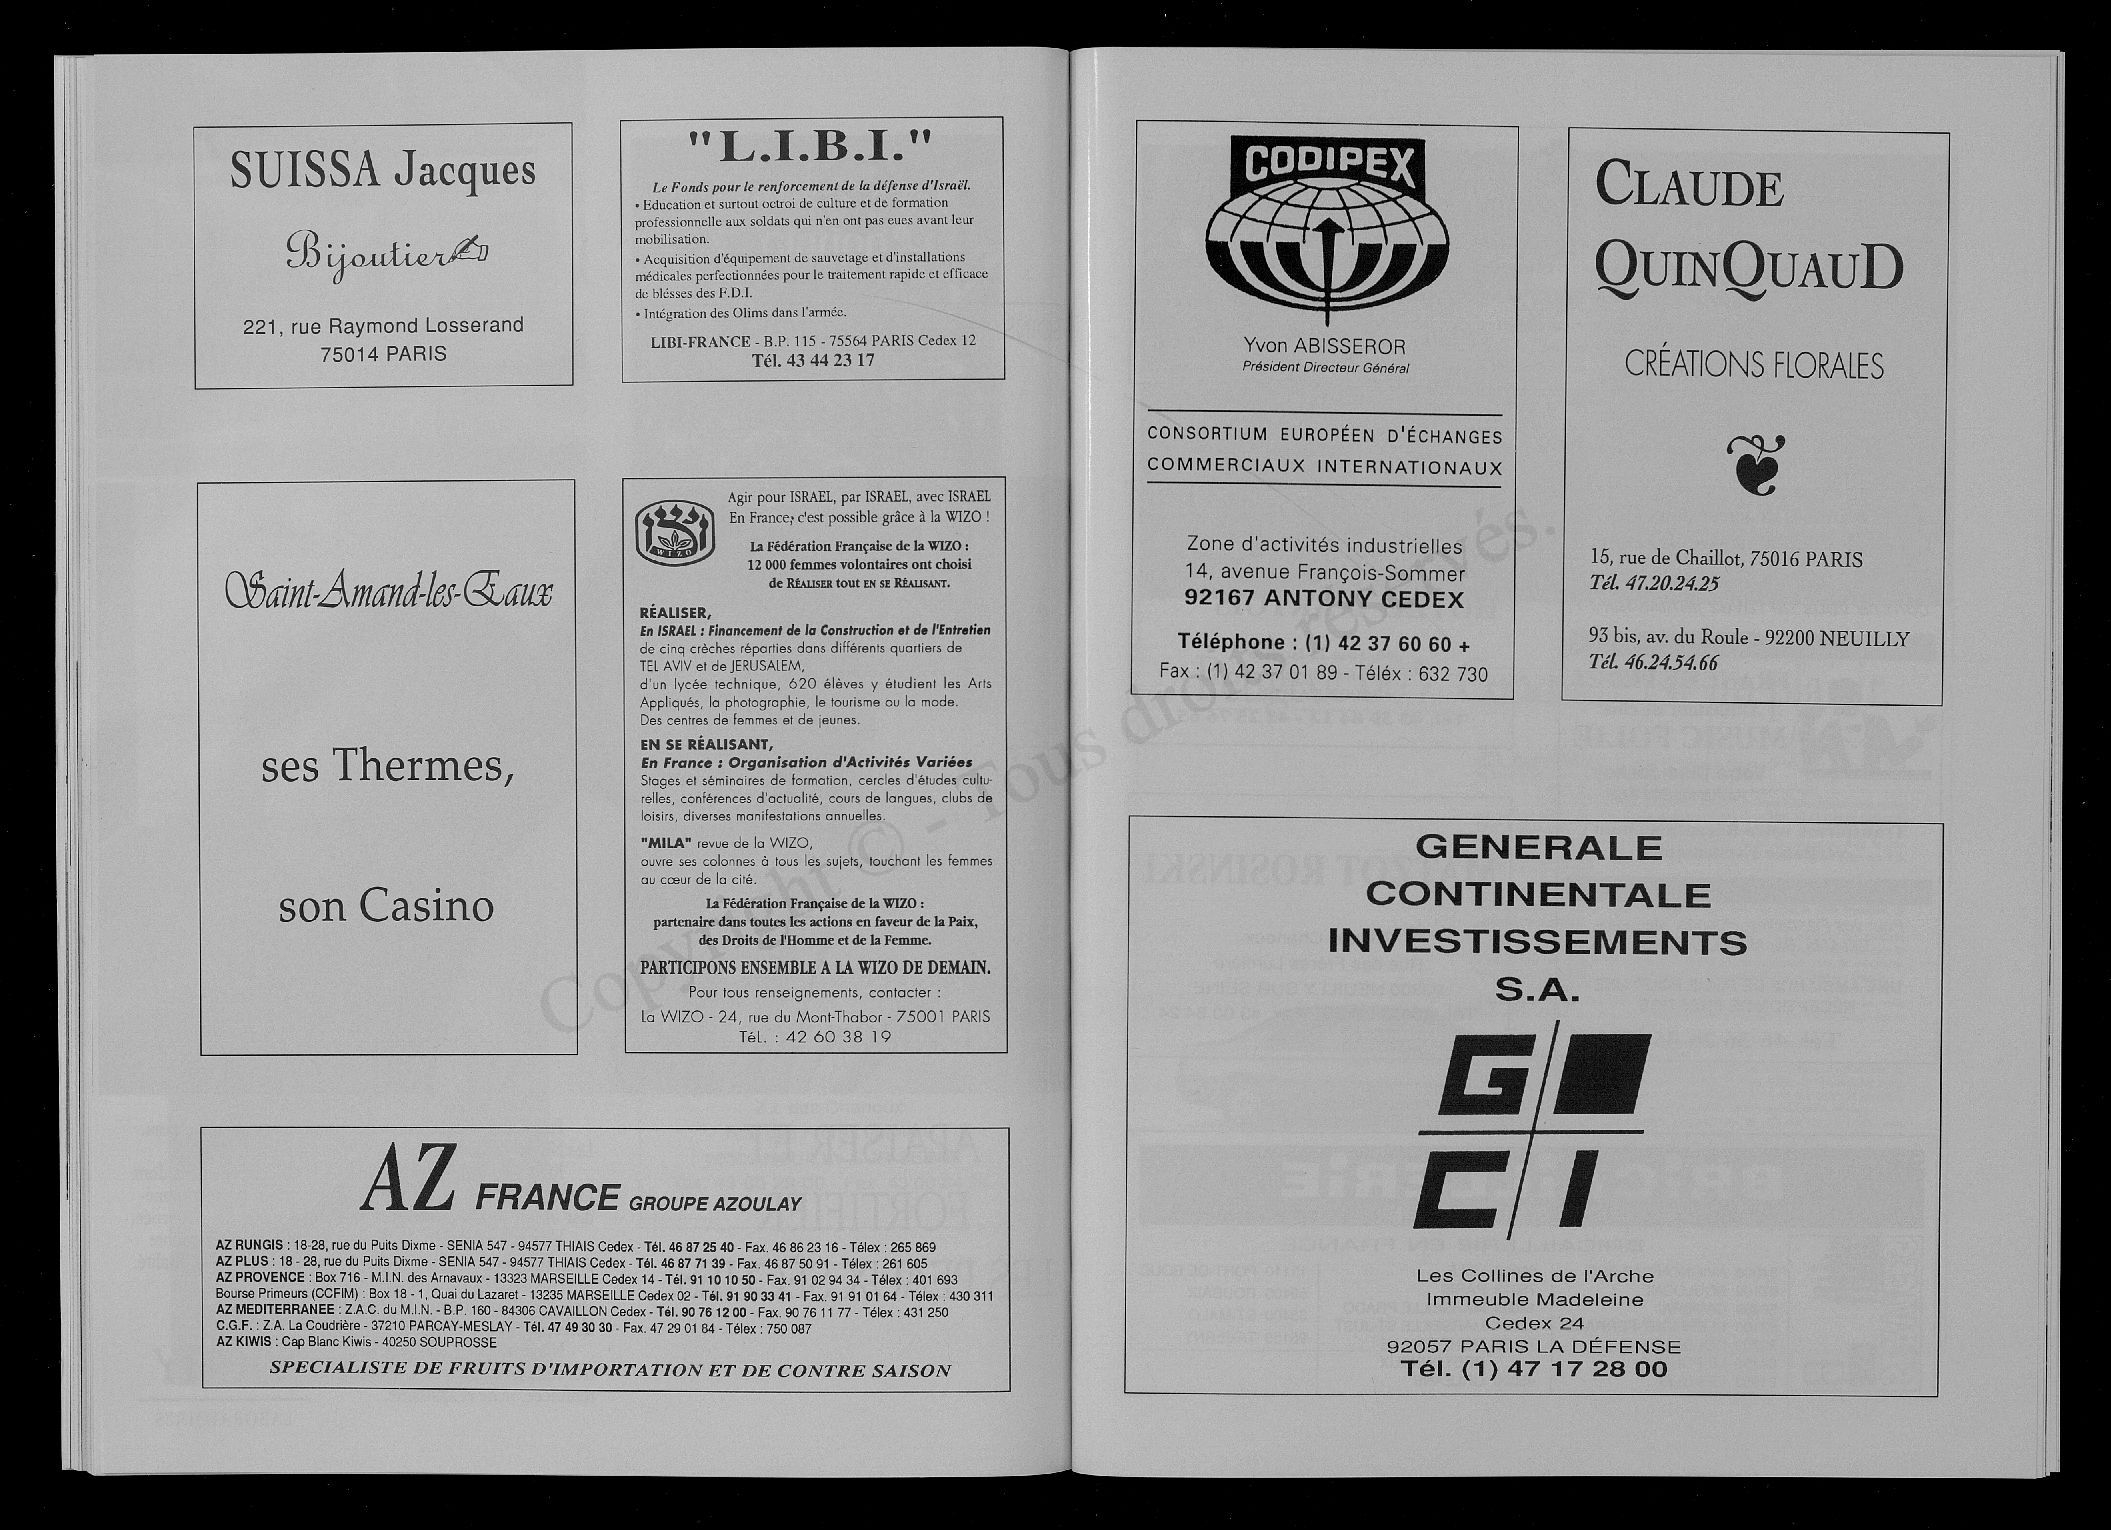 SUISSA Jacques
Bijoutier
221, rue Raymond Losserand
75014 PARIS
"L.I.B.I."
Le Fonds pour le renforcement de la défense d'Israël.
• Education et surtout octroi de culture et de formation
professionnelle aux soldats qui n'en ont pas eues avant leur
mobilisation.
• Acquisition d'équipement de sauvetage et d'installations
médicales perfectionnées pour le traitement rapide et efficace
de blésses des F.D.I.
• Intégration des Olims dans l'armée.
LIBI-FRANCE - B.P. 115 - 75564 PARIS Cedex 12
Tél. 43 44 23 17
Saint-Amand-les-Eaux
ses Thermes,
son Casino
WIZO
Agir pour ISRAEL, par ISRAEL, avec ISRAEL
En France, c'est possible grâce à la WIZO !
La Fédération Française de la WIZO :
12 000 femmes volontaires ont choisi
de RÉALISER tout EN SE RÉALISANT.
RÉALISER,
En ISRAEL : Financement de la Construction et de l'Entretien
de cinq crèches réparties dans différents quartiers de
TEL AVIV et de JERUSALEM,
d'un lycée technique, 620 élèves y étudient les Arts
Appliqués, la photographie, le tourisme ou la mode.
Des centres de femmes et de jeunes.
EN SE RÉALISANT,
En France : Organisation d'Activités Variées
Stages et séminaires de formation, cercles d'études cultu-
relles, conférences d'actualité, cours de langues, clubs de
loisirs, diverses manifestations annuelles.
"MILA" revue de la WIZO,
ouvre ses colonnes à tous les sujets, touchant les femmes
au cœur de la cité.
La Fédération Française de la WIZO :
partenaire dans toutes les actions en faveur de la Paix,
des Droits de l'Homme et de la Femme.
PARTICIPONS ENSEMBLE A LA WIZO DE DEMAIN.
Pour tous renseignements, contacter :
La WIZO - 24, rue du Mont-Thabor - 75001 PARIS
TéL. : 42 60 38 19
AZ FRANCE GROUPE AZOULAY
AZ RUNGIS : 18-28, rue du Puits Dixme - SENIA 547 - 94577 THIAIS Cedex - Tél. 46 87 25 40 - Fax. 46 86 23 16 - Télex : 265 869
AZ PLUS : 18 - 28, rue du Puits Dixme - SENIA 547 - 94577 THIAIS Cedex - Tél. 46 87 71 39 - Fax. 46 87 50 91 - Télex : 261 605
AZ PROVENCE : Box 716 - M.I.N. des Arnavaux - 13323 MARSEILLE Cedex 14 - Tél. 91 10 10 50 - Fax. 91 02 94 34 - Télex : 401 693
Bourse Primeurs (CCFIM) : Box 18 - 1, Quai du Lazaret - 13235 MARSEILLE Cedex 02 - Tél. 91 90 33 41 - Fax. 91 91 01 64 - Télex : 430 311
AZ MEDITERRANEE : Z.A.C. du M.I.N. - B.P. 160 - 84306 CAVAILLON Cedex - Tél. 90 76 12 00 - Fax. 90 76 11 77 - Télex : 431 250
C.G.F. : Z.A. La Coudrière - 37210 PARCAY-MESLAY - Tél. 47 49 30 30 - Fax. 47 29 01 84 - Télex : 750 087
AZ KIWIS : Cap Blanc Kiwis - 40250 SOUPROSSE
SPECIALISTE DE FRUITS D'IMPORTATION ET DE CONTRE SAISON
CODIPEX
Yvon ABISSEROR
Président Directeur Général
CONSORTIUM EUROPÉEN D'ÉCHANGES
COMMERCIAUX INTERNATIONAUX
Zone d'activités industrielles
14, avenue François-Sommer
92167 ANTONY CEDEX
Téléphone : (1) 42 37 60 60 +
Fax : (1) 42 37 01 89 - Téléx : 632 730
CLAUDE
QUINQUAUD
CRÉATIONS FLORALES
15, rue de Chaillot, 75016 PARIS
Tél. 47.20.24.25
93 bis, av. du Roule - 92200 NEUILLY
Tél. 46.24.54.66
GENERALE
CONTINENTALE
INVESTISSEMENTS
S.A.
G
C I
Les Collines de l'Arche
Immeuble Madeleine
Cedex 24
92057 PARIS LA DÉFENSE
Tél. (1) 47 17 28 00
Copyright © - Tous droits réservés.